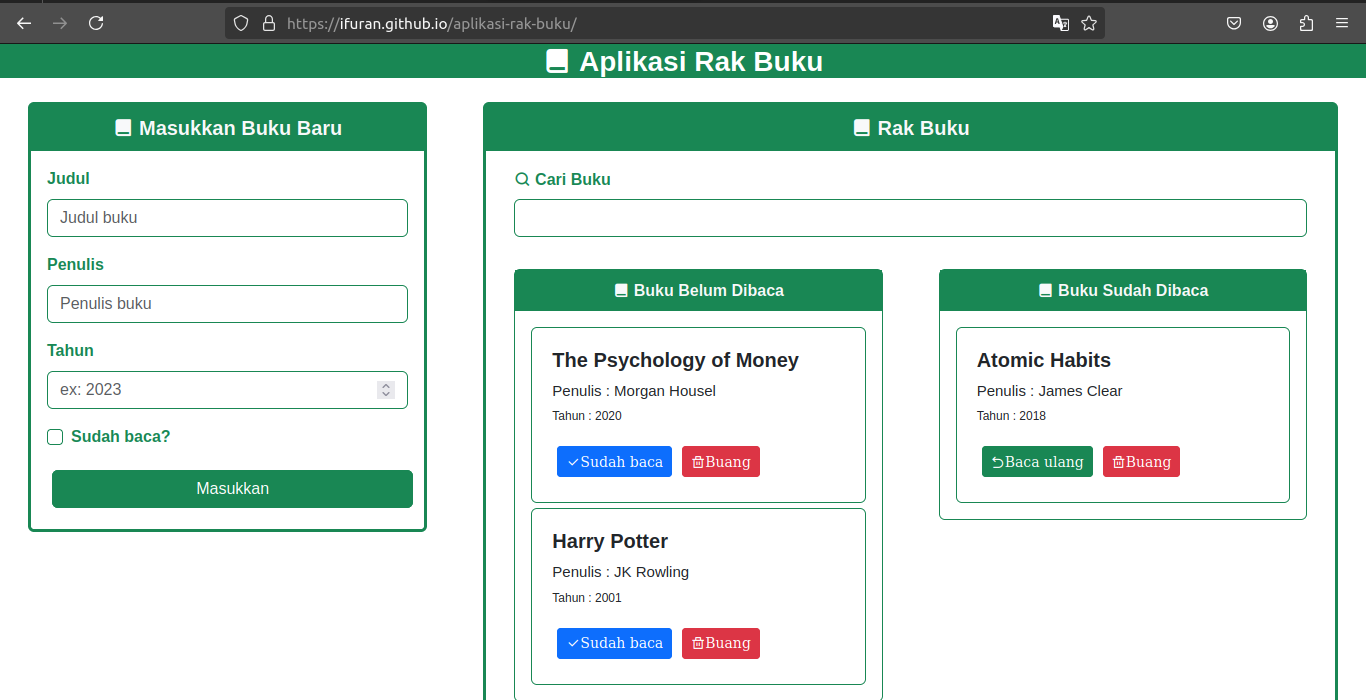 https://ifuran.github.io/aplikasi-rak-buku/
Aplikasi Rak Buku
Masukkan Buku Baru
Judul
Judul buku
Penulis
Penulis buku
Tahun
ex: 2023
Sudah baca?
Masukkan
Rak Buku
Cari Buku
Buku Belum Dibaca
The Psychology of Money
Penulis : Morgan Housel
Tahun : 2020
Sudah baca Buang
Harry Potter
Penulis : JK Rowling
Tahun : 2001
Sudah baca Buang
Buku Sudah Dibaca
Atomic Habits
Penulis : James Clear
Tahun : 2018
Baca ulang Buang